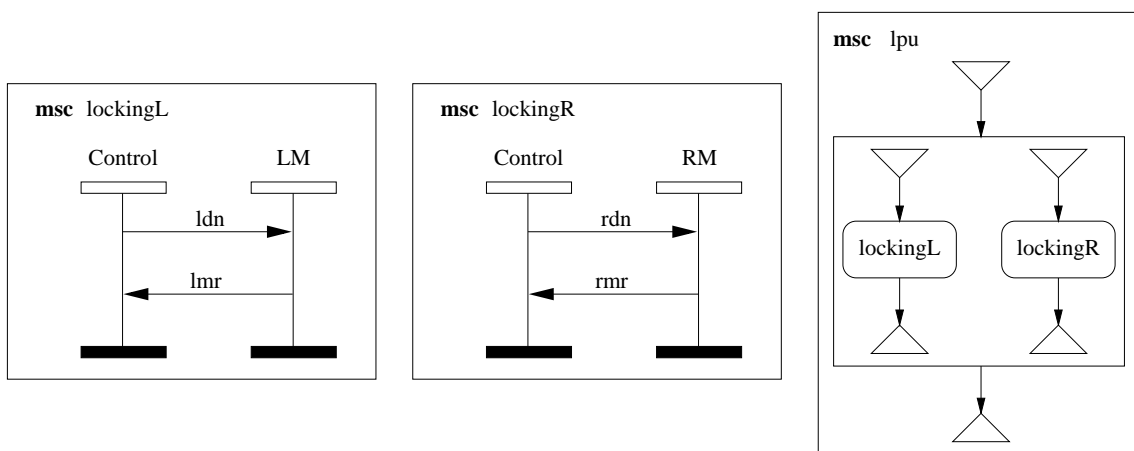 msc lockingL
Control LM
ldn
lmr
msc lockingR
Control RM
rdn
rmr
msc lpu
lockingL lockingR